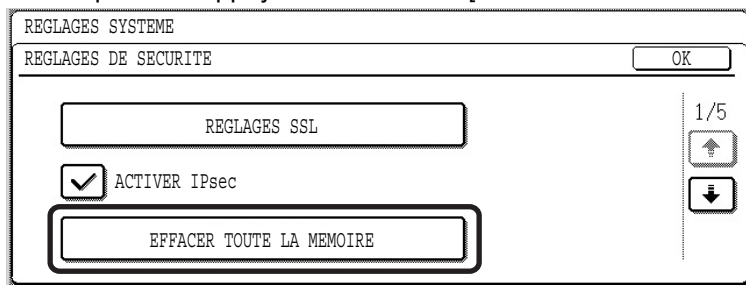 REGLAGES SYSTEME
REGLAGES DE SECURITE
OK
REGLAGES SSL
1/5
ACTIVER IPsec
EFFACER TOUTE LA MEMOIRE